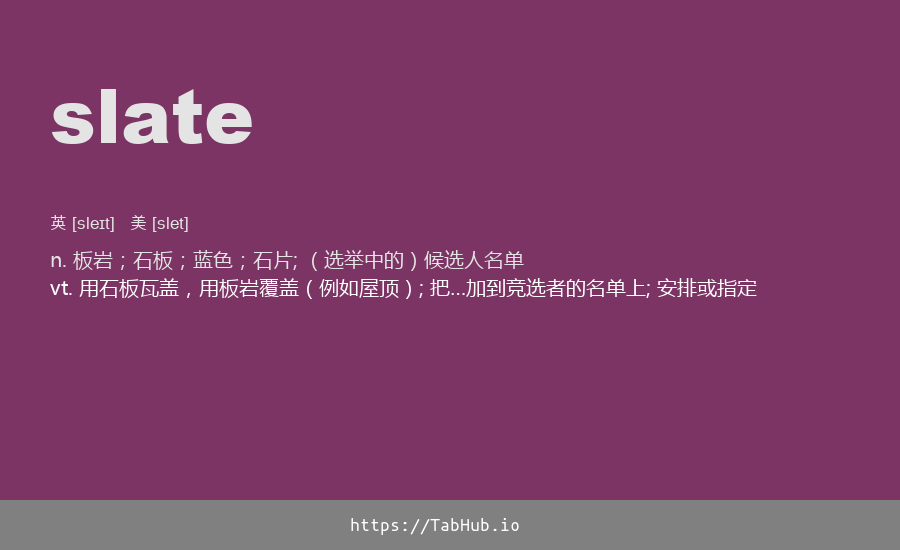 slate
英 [sleɪt] 美 [slet]
n. 板岩；石板；蓝色；石片; （选举中的）候选人名单
vt. 用石板瓦盖，用板岩覆盖（例如屋顶）; 把…加到竞选者的名单上; 安排或指定
https://TabHub.io